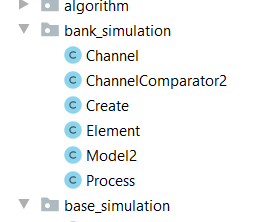 algorithm
bank_simulation
C Channel
C ChannelComparator2
C Create
C Element
C Model2
C Process
base_simulation